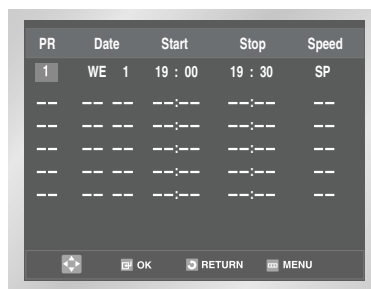 PR Date Start Stop Speed
1 WE 1 19 : 00 19 : 30 SP
–– –– –– ––:–– ––:–– ––
–– –– –– ––:–– ––:–– ––
–– –– –– ––:–– ––:–– ––
–– –– –– ––:–– ––:–– ––
–– –– –– ––:–– ––:–– ––
OK RETURN MENU